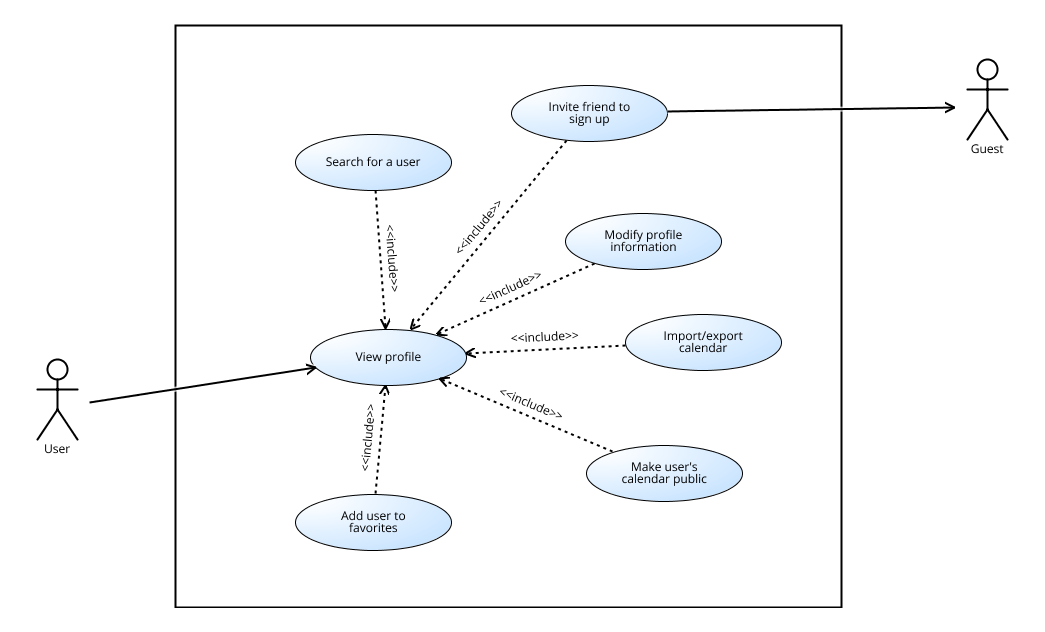 Invite friend to
sign up
Guest
Search for a user
<<include>>
<<include>>
Modify profile
information
<<include>>
Import/export
calendar
<<include>>
View profile
User
<<include>>
<<include>>
Make user's
calendar public
Add user to
favorites